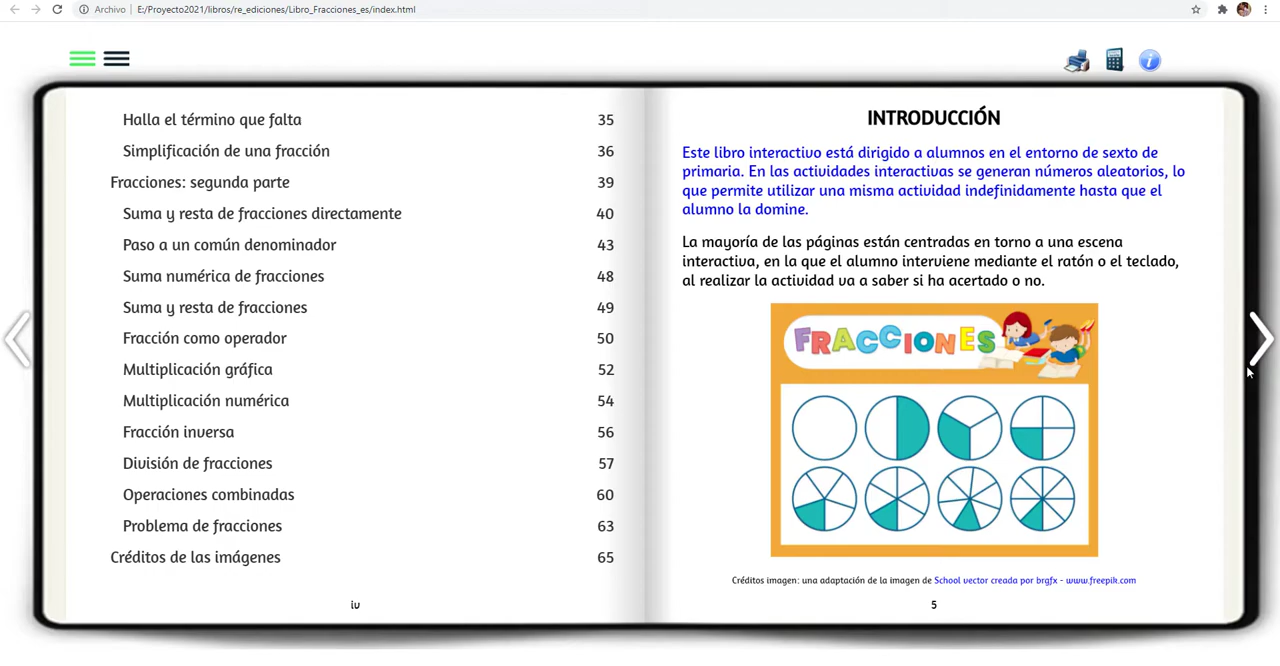 Archivo | E:/Proyecto2021/libros/re_ediciones/Libro_Fracciones_es/index.html
Halla el término que falta 35
Simplificación de una fracción 36
Fracciones: segunda parte 39
Suma y resta de fracciones directamente 40
Paso a un común denominador 43
Suma numérica de fracciones 48
Suma y resta de fracciones 49
Fracción como operador 50
Multiplicación gráfica 52
Multiplicación numérica 54
Fracción inversa 56
División de fracciones 57
Operaciones combinadas 60
Problema de fracciones 63
Créditos de las imágenes 65
iv
INTRODUCCIÓN
Este libro interactivo está dirigido a alumnos en el entorno de sexto de
primaria. En las actividades interactivas se generan números aleatorios, lo
que permite utilizar una misma actividad indefinidamente hasta que el
alumno la domine.
La mayoría de las páginas están centradas en torno a una escena
interactiva, en la que el alumno interviene mediante el ratón o el teclado,
al realizar la actividad va a saber si ha acertado o no.
FRACCIONES
Créditos imagen: una adaptación de la imagen de School vector creada por brgfx - www.freepik.com
5